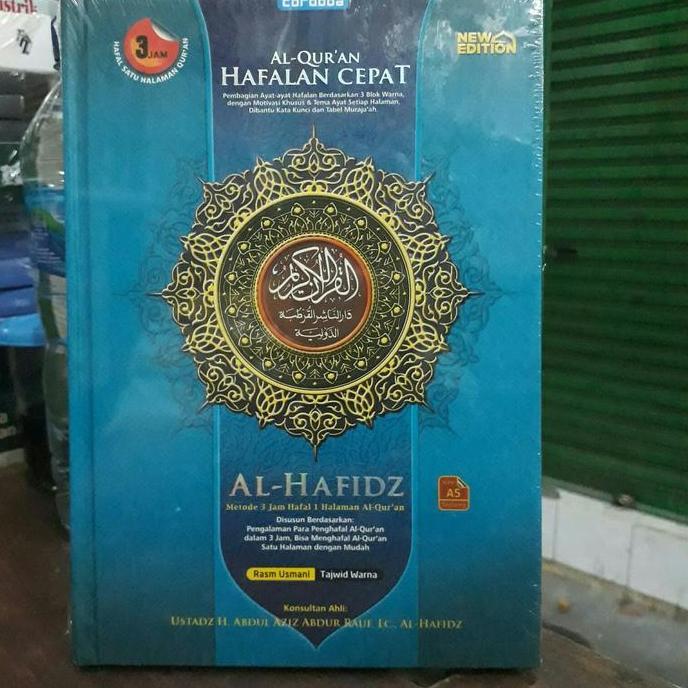 cordoba
3 JAM
HAFAL SATU HALAMAN QUR'AN
NEW
EDITION
AL-QUR'AN
HAFALAN CEPAT
Pembagian Ayat-ayat Hafalan Berdasarkan 3 Blok Warna,
dengan Motivasi Khusus & Tema Ayat Setiap Halaman,
Dibantu Kata Kunci dan Tabel Muraja'ah.
القرآن الكريم
دار الناشر القرطبة
الدولية
AL-HAFIDZ
Metode 3 Jam Hafal 1 Halaman Al-Qur'an
Disusun Berdasarkan:
Pengalaman Para Penghafal Al-Qur'an
dalam 3 Jam, Bisa Menghafal Al-Qur'an
Satu Halaman dengan Mudah
A5
Rasm Usmani Tajwid Warna
Konsultan Ahli:
USTADZ H. ABDUL AZIZ ABDUR RAUF, Lc., AL-HAFIDZ